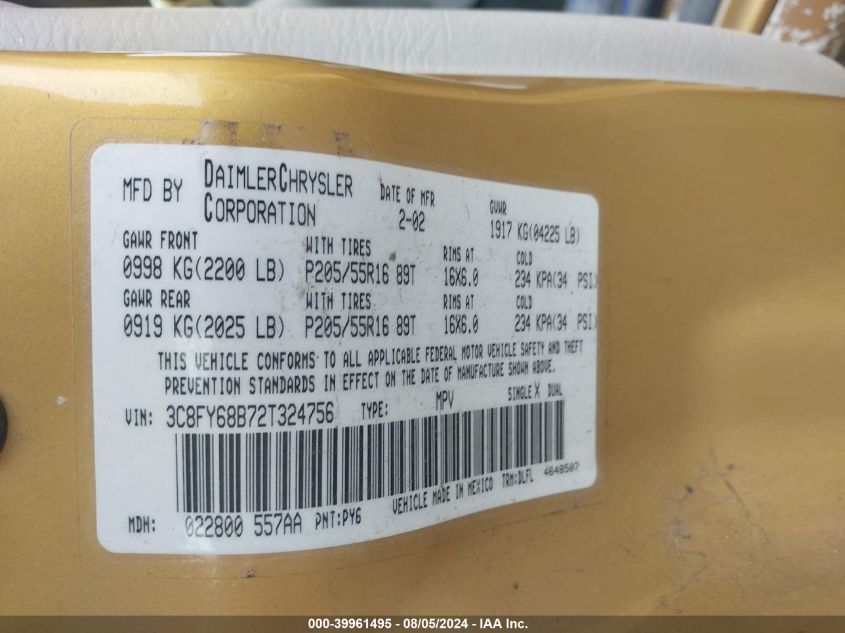 MFD BY DAIMLERCHRYSLER CORPORATION
DATE OF MFR 2-02
GVWR 1917 KG(04225 LB)
GAWR FRONT WITH TIRES RIMS AT COLD
0998 KG(2200 LB) P205/55R16 89T 16X6.0 234 KPA(34 PSI)
GAWR REAR WITH TIRES RIMS AT COLD
0919 KG(2025 LB) P205/55R16 89T 16X6.0 234 KPA(34 PSI)
THIS VEHICLE CONFORMS TO ALL APPLICABLE FEDERAL MOTOR VEHICLE SAFETY AND THEFT
PREVENTION STANDARDS IN EFFECT ON THE DATE OF MANUFACTURE SHOWN ABOVE.
VIN: 3C8FY68B72T324756 TYPE: MPV SINGLE X DUAL
MDH: 022800 557AA PNT:PY6 VEHICLE MADE IN MEXICO TRM:DLFL 4648507
000-39961495 - 08/05/2024 - IAA Inc.